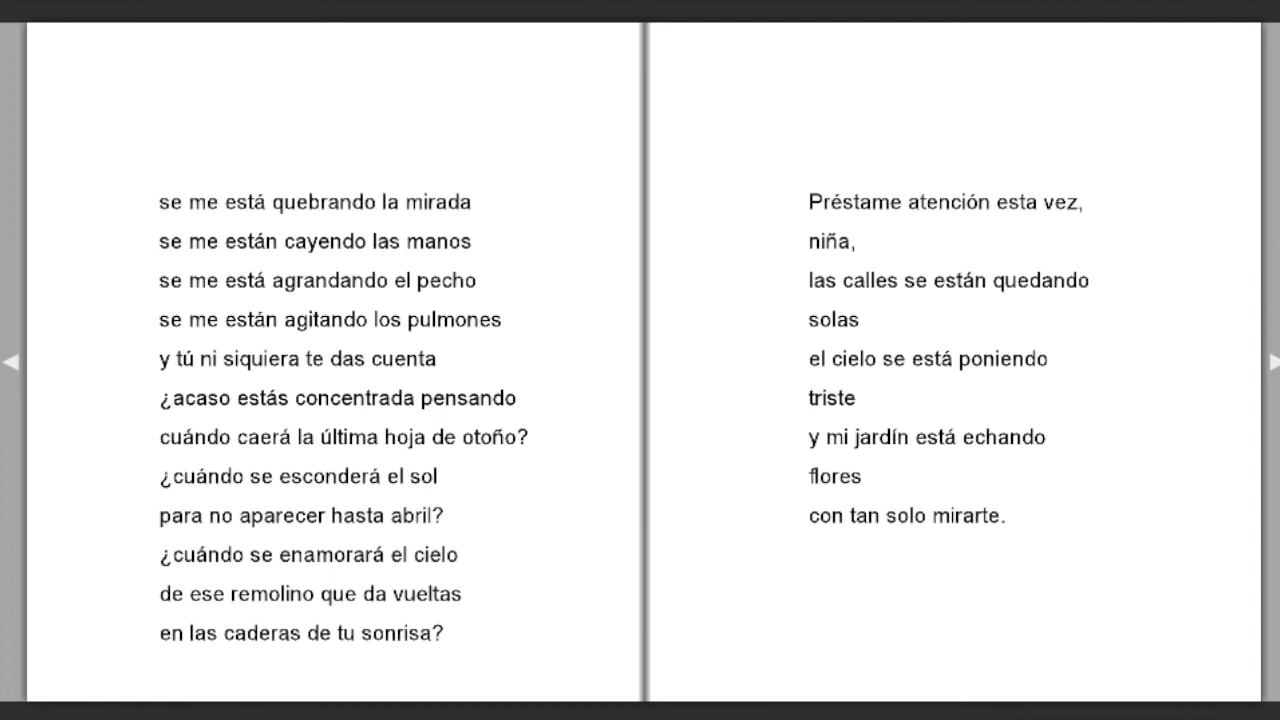 se me está quebrando la mirada
se me están cayendo las manos
se me está agrandando el pecho
se me están agitando los pulmones
y tú ni siquiera te das cuenta
¿acaso estás concentrada pensando
cuándo caerá la última hoja de otoño?
¿cuándo se esconderá el sol
para no aparecer hasta abril?
¿cuándo se enamorará el cielo
de ese remolino que da vueltas
en las caderas de tu sonrisa?
Préstame atención esta vez,
niña,
las calles se están quedando
solas
el cielo se está poniendo
triste
y mi jardín está echando
flores
con tan solo mirarte.